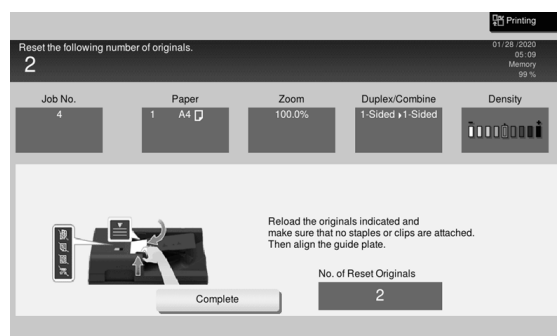 Printing
Reset the following number of originals.
2
01/28 /2020
05:09
Memory
99 %
Job No.
Paper
Zoom
Duplex/Combine
Density
4
1 A4
100.0%
1-Sided ▸1-Sided
Reload the originals indicated and
make sure that no staples or clips are attached.
Then align the guide plate.
No. of Reset Originals
2
Complete